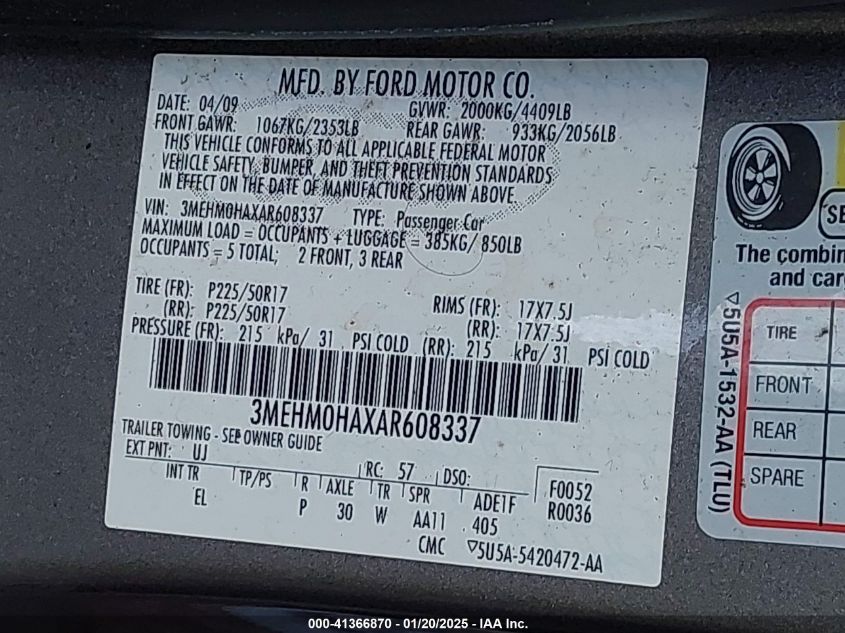 MFD. BY FORD MOTOR CO.
DATE: 04/09 GVWR: 2000KG/4409LB
FRONT GAWR: 1067KG/2353LB REAR GAWR: 933KG/2056LB
THIS VEHICLE CONFORMS TO ALL APPLICABLE FEDERAL MOTOR
VEHICLE SAFETY, BUMPER, AND THEFT PREVENTION STANDARDS
IN EFFECT ON THE DATE OF MANUFACTURE SHOWN ABOVE.
VIN: 3MEHM0HAXAR608337 TYPE: Passenger Car
MAXIMUM LOAD = OCCUPANTS + LUGGAGE = 385KG/ 850LB
OCCUPANTS = 5 TOTAL; 2 FRONT, 3 REAR
TIRE (FR): P225/50R17 RIMS (FR): 17X7.5J
(RR): P225/50R17 (RR): 17X7.5J
PRESSURE (FR): 215 kPa/ 31 PSI COLD (RR): 215 kPa/ 31 PSI COLD
3MEHM0HAXAR608337
TRAILER TOWING - SEE OWNER GUIDE
EXT PNT: UJ RC: 57 DSO:
INT TR TP/PS R AXLE TR SPR ADE1F F0052
EL P 30 W AA11 405 R0036
CMC ▽5U5A-5420472-AA
SE
The combin
and carg
▽5U5A-1532-AA (TLU)
TIRE
FRONT
REAR
SPARE
000-41366870 - 01/20/2025 - IAA Inc.